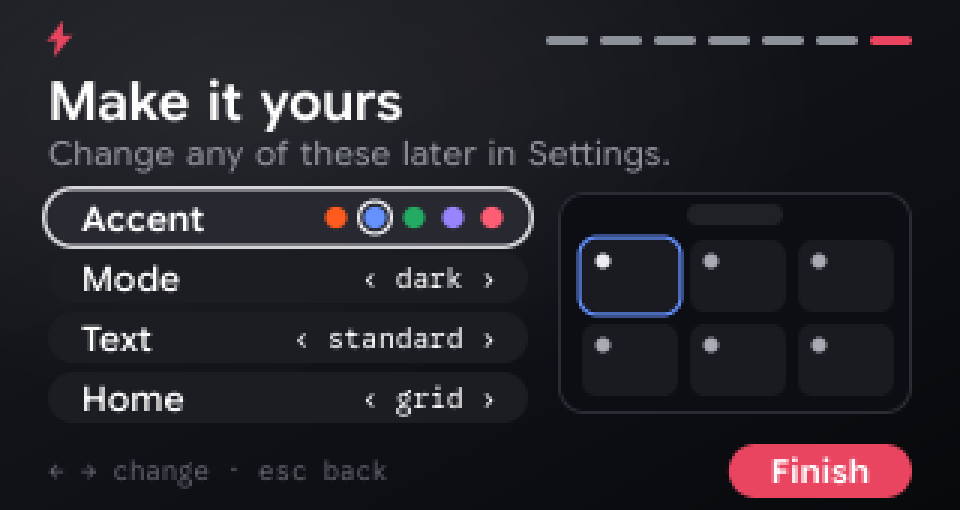 Make it yours
Change any of these later in Settings.
Accent
Mode ‹ dark ›
Text ‹ standard ›
Home ‹ grid ›
← → change · esc back
Finish